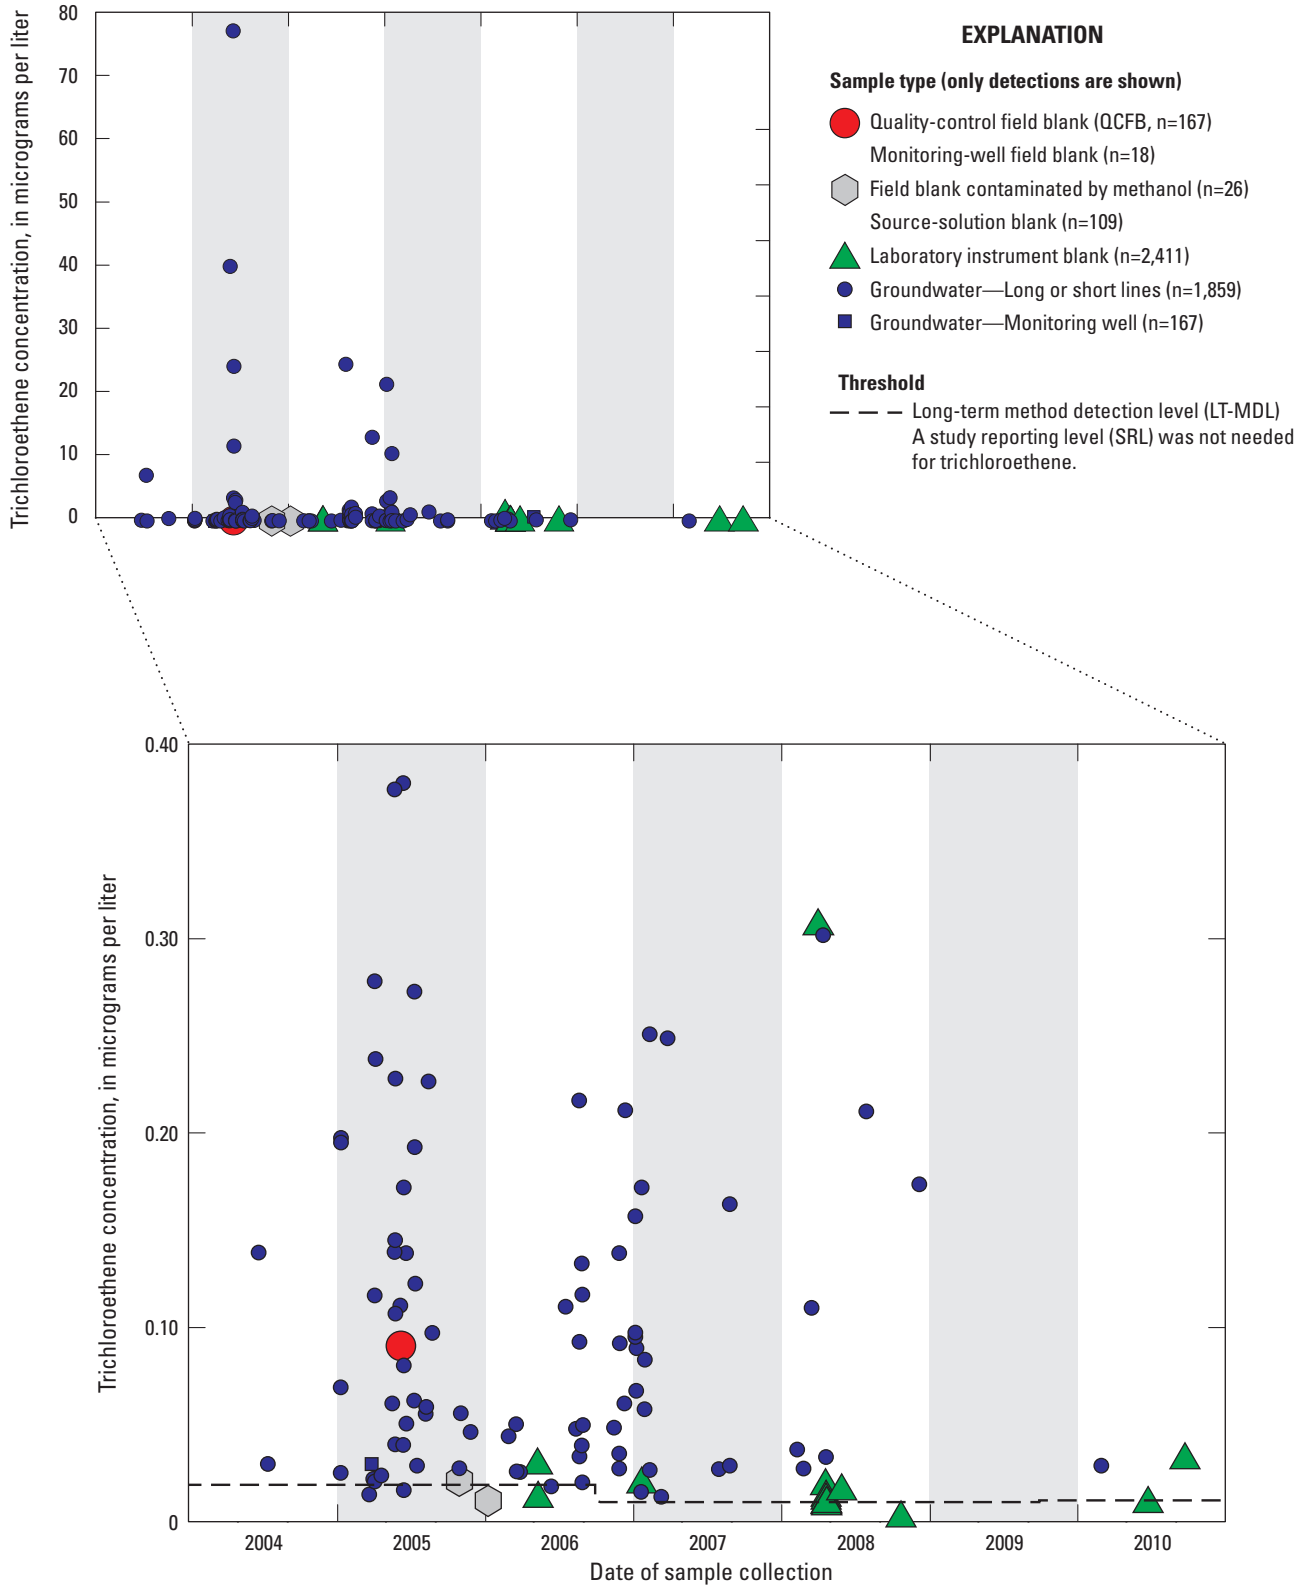 Trichloroethene concentration, in micrograms per liter
80
70
60
50
40
30
20
10
0
EXPLANATION
Sample type (only detections are shown)
Quality-control field blank (QCFB, n=167)
Monitoring-well field blank (n=18)
Field blank contaminated by methanol (n=26)
Source-solution blank (n=109)
Laboratory instrument blank (n=2,411)
Groundwater—Long or short lines (n=1,859)
Groundwater—Monitoring well (n=167)
Threshold
Long-term method detection level (LT-MDL)
A study reporting level (SRL) was not needed
for trichloroethene.
Trichloroethene concentration, in micrograms per liter
0.40
0.30
0.20
0.10
0
2004 2005 2006 2007 2008 2009 2010
Date of sample collection